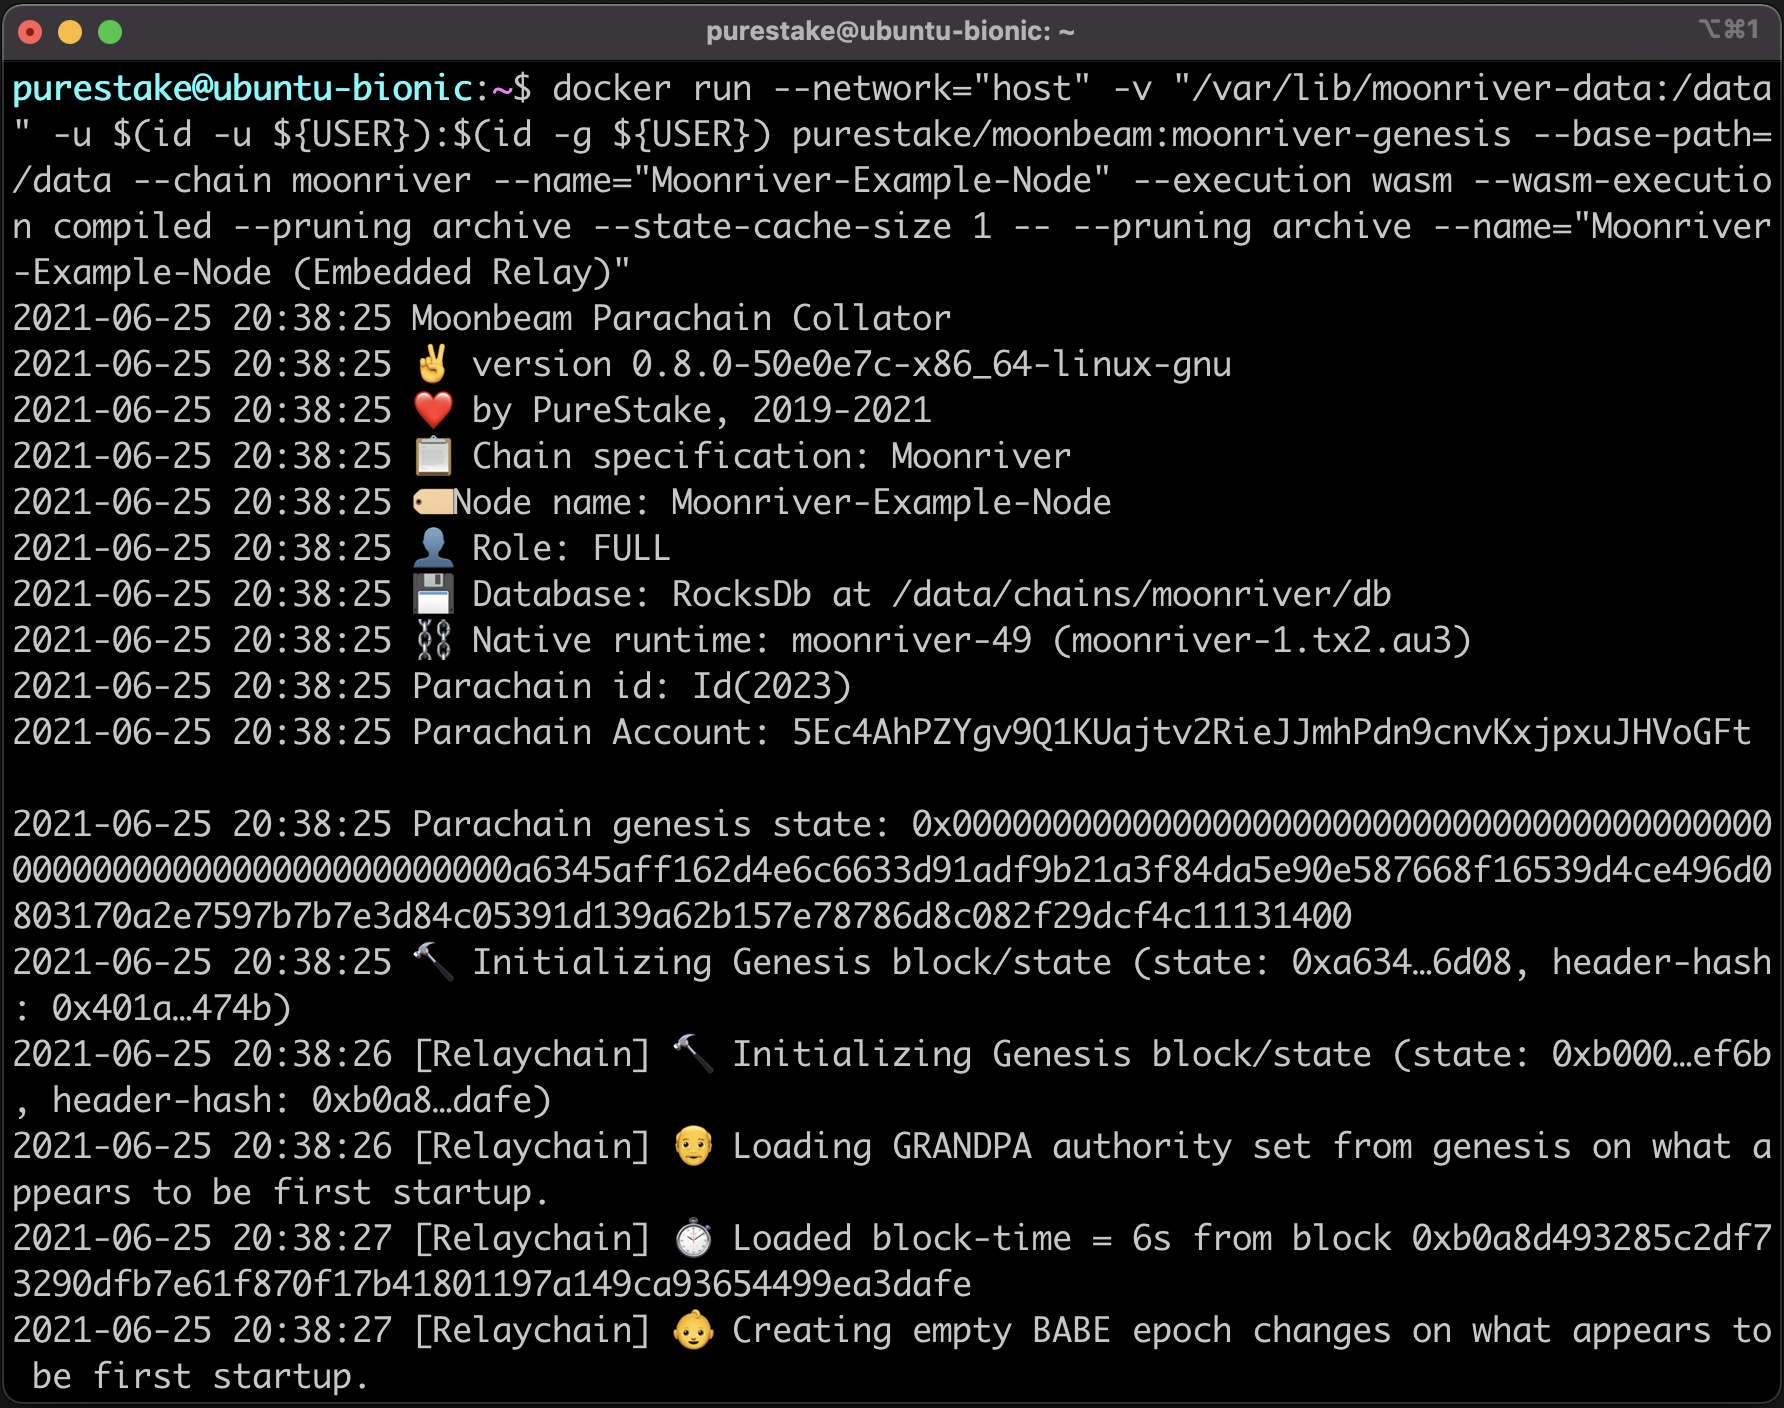 purestake@ubuntu-bionic: ~
⌥⌘1
purestake@ubuntu-bionic:~$ docker run --network="host" -v "/var/lib/moonriver-data:/data
" -u $(id -u ${USER}):$(id -g ${USER}) purestake/moonbeam:moonriver-genesis --base-path=
/data --chain moonriver --name="Moonriver-Example-Node" --execution wasm --wasm-executio
n compiled --pruning archive --state-cache-size 1 -- --pruning archive --name="Moonriver
-Example-Node (Embedded Relay)"
2021-06-25 20:38:25 Moonbeam Parachain Collator
2021-06-25 20:38:25 ✌️ version 0.8.0-50e0e7c-x86_64-linux-gnu
2021-06-25 20:38:25 ❤️ by PureStake, 2019-2021
2021-06-25 20:38:25 📋 Chain specification: Moonriver
2021-06-25 20:38:25 🏷Node name: Moonriver-Example-Node
2021-06-25 20:38:25 👤 Role: FULL
2021-06-25 20:38:25 💾 Database: RocksDb at /data/chains/moonriver/db
2021-06-25 20:38:25 ⛓ Native runtime: moonriver-49 (moonriver-1.tx2.au3)
2021-06-25 20:38:25 Parachain id: Id(2023)
2021-06-25 20:38:25 Parachain Account: 5Ec4AhPZYgv9Q1KUajtv2RieJJmhPdn9cnvKxjpxuJHVoGFt
2021-06-25 20:38:25 Parachain genesis state: 0x00000000000000000000000000000000000000000
0000000000000000000000000a6345aff162d4e6c6633d91adf9b21a3f84da5e90e587668f16539d4ce496d0
803170a2e7597b7b7e3d84c05391d139a62b157e78786d8c082f29dcf4c11131400
2021-06-25 20:38:25 🔨 Initializing Genesis block/state (state: 0xa634…6d08, header-hash
: 0x401a…474b)
2021-06-25 20:38:26 [Relaychain] 🔨 Initializing Genesis block/state (state: 0xb000…ef6b
, header-hash: 0xb0a8…dafe)
2021-06-25 20:38:26 [Relaychain] 👴 Loading GRANDPA authority set from genesis on what a
ppears to be first startup.
2021-06-25 20:38:27 [Relaychain] ⏱ Loaded block-time = 6s from block 0xb0a8d493285c2df7
3290dfb7e61f870f17b41801197a149ca93654499ea3dafe
2021-06-25 20:38:27 [Relaychain] 👶 Creating empty BABE epoch changes on what appears to
 be first startup.